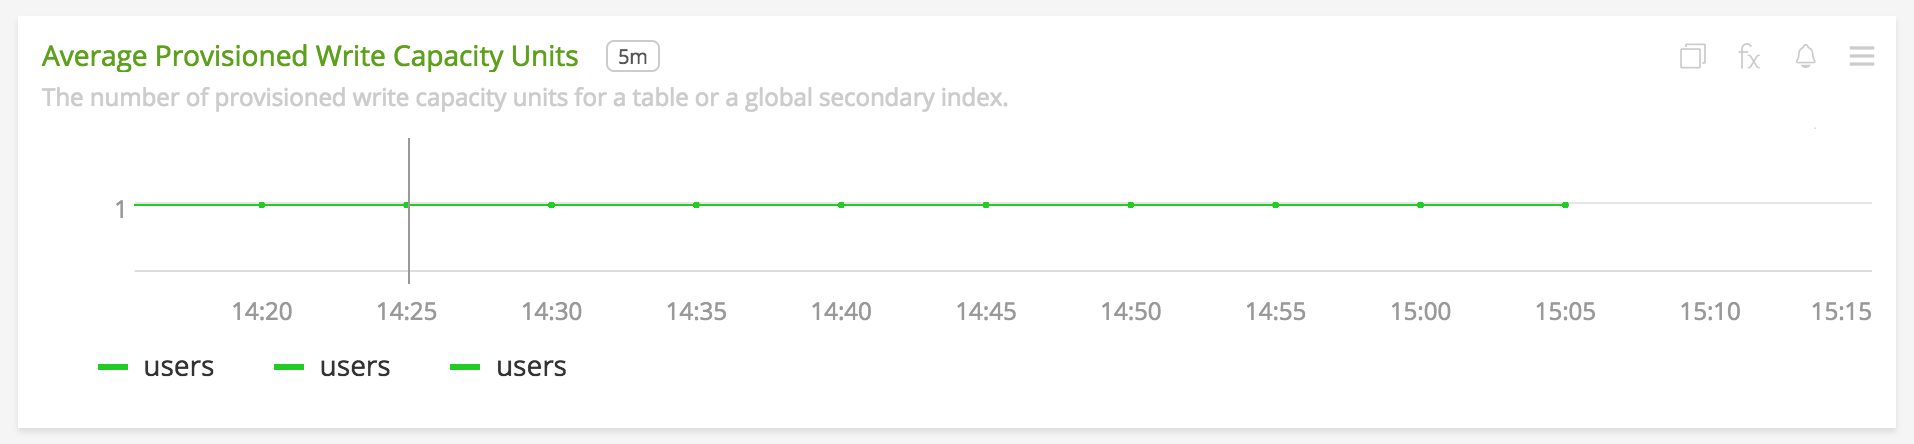 Average Provisioned Write Capacity Units 5m fx
The number of provisioned write capacity units for a table or a global secondary index.
1
14:20 14:25 14:30 14:35 14:40 14:45 14:50 14:55 15:00 15:05 15:10 15:15
users users users